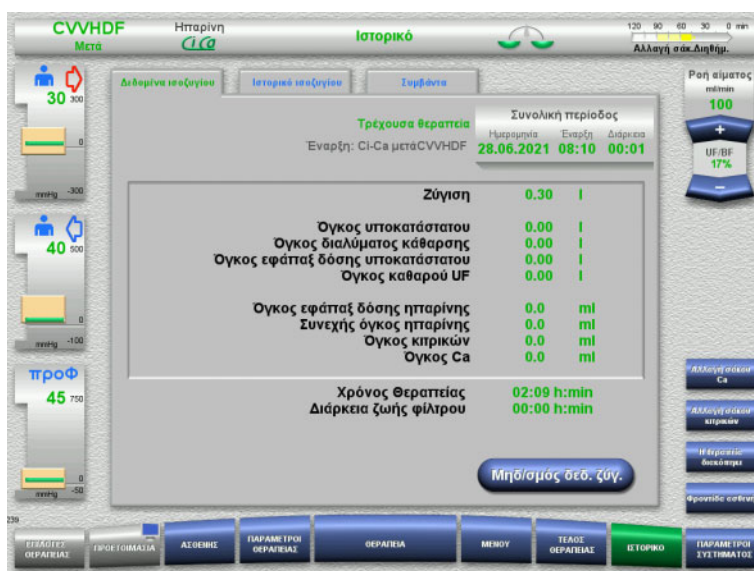 CVVHDF
Μετά
Ηπαρίνη
CiCa
Ιστορικό
120 90 60 30 0 min
Αλλαγή σάκ.Διηθήμ.
30 300
0
mmHg -300
40 500
0
mmHg -100
προΦ
45 750
0
mmHg -50
Δεδομένα ισοζυγίου
Ιστορικό ισοζυγίου
Συμβάντα
Τρέχουσα θεραπεία
Έναρξη: Ci-Ca μετάCVVHDF
Συνολική περίοδος
Ημερομηνία Έναρξη Διάρκεια
28.06.2021 08:10 00:01
Ζύγιση 0.30 l
Όγκος υποκατάστατου 0.00 l
Όγκος διαλύματος κάθαρσης 0.00 l
Όγκος εφάπαξ δόσης υποκατάστατου 0.00 l
Όγκος καθαρού UF 0.00 l
Όγκος εφάπαξ δόσης ηπαρίνης 0.0 ml
Συνεχής όγκος ηπαρίνης 0.0 ml
Όγκος κιτρικών 0.0 ml
Όγκος Ca 0.0 ml
Χρόνος Θεραπείας 02:09 h:min
Διάρκεια ζωής φίλτρου 00:00 h:min
Μηδ/σμός δεδ. ζύγ.
Ροή αίματος
ml/min
100
+
UF/BF
17%
−
Αλλαγή σάκου
Ca
Αλλαγή σάκου
κιτρικών
Η θεραπεία
διακόπηκε
Φροντίδα ασθενή
239
ΕΠΙΛΟΓΕΣ
ΘΕΡΑΠΕΙΑΣ
ΠΡΟΕΤΟΙΜΑΣΙΑ
ΑΣΘΕΝΗΣ
ΠΑΡΑΜΕΤΡΟΙ
ΘΕΡΑΠΕΙΑΣ
ΘΕΡΑΠΕΙΑ
ΜΕΝΟΥ
ΤΕΛΟΣ
ΘΕΡΑΠΕΙΑΣ
ΙΣΤΟΡΙΚΟ
ΠΑΡΑΜΕΤΡΟΙ
ΣΥΣΤΗΜΑΤΟΣ